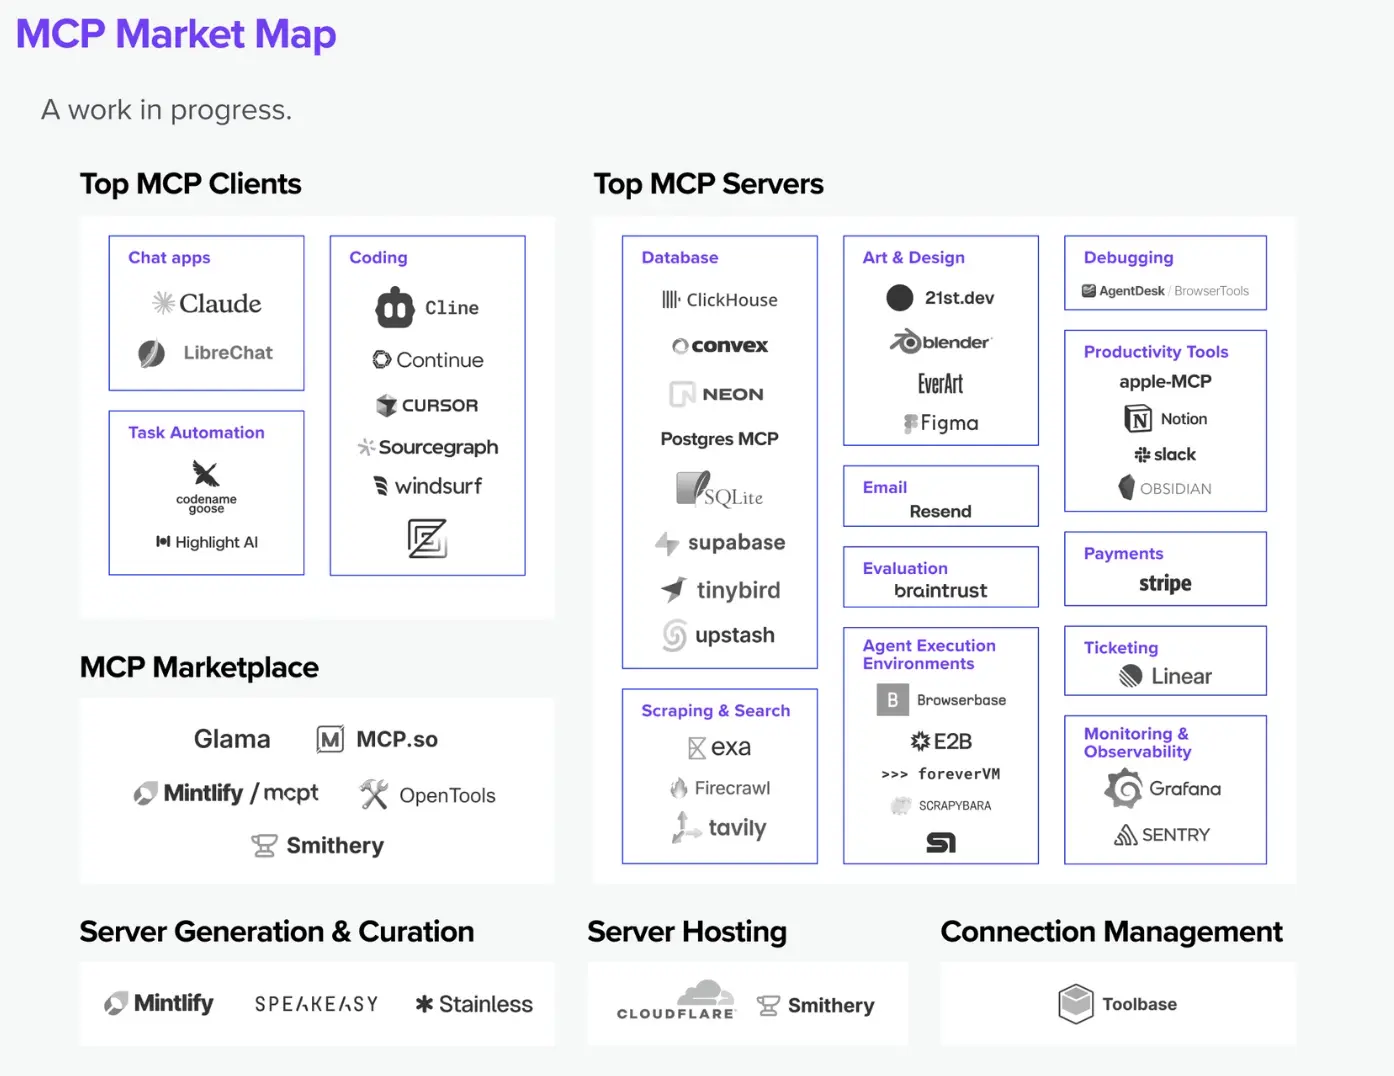 MCP Market Map
A work in progress.
Top MCP Clients
Chat apps
Claude
LibreChat
Task Automation
codename
goose
Highlight AI
Coding
Cline
Continue
CURSOR
Sourcegraph
windsurf
MCP Marketplace
Glama
MCP.so
Mintlify / mcpt
OpenTools
Smithery
Top MCP Servers
Database
ClickHouse
convex
NEON
Postgres MCP
SQLite
supabase
tinybird
upstash
Scraping & Search
exa
Firecrawl
tavily
Art & Design
21st.dev
blender
EverArt
Figma
Email
Resend
Evaluation
braintrust
Agent Execution
Environments
B Browserbase
E2B
>>> foreverVM
SCRAPYBARA
Debugging
AgentDesk / BrowserTools
Productivity Tools
apple-MCP
Notion
slack
OBSIDIAN
Payments
stripe
Ticketing
Linear
Monitoring &
Observability
Grafana
SENTRY
Server Generation & Curation
Mintlify
SPEAKEASY
Stainless
Server Hosting
CLOUDFLARE
Smithery
Connection Management
Toolbase